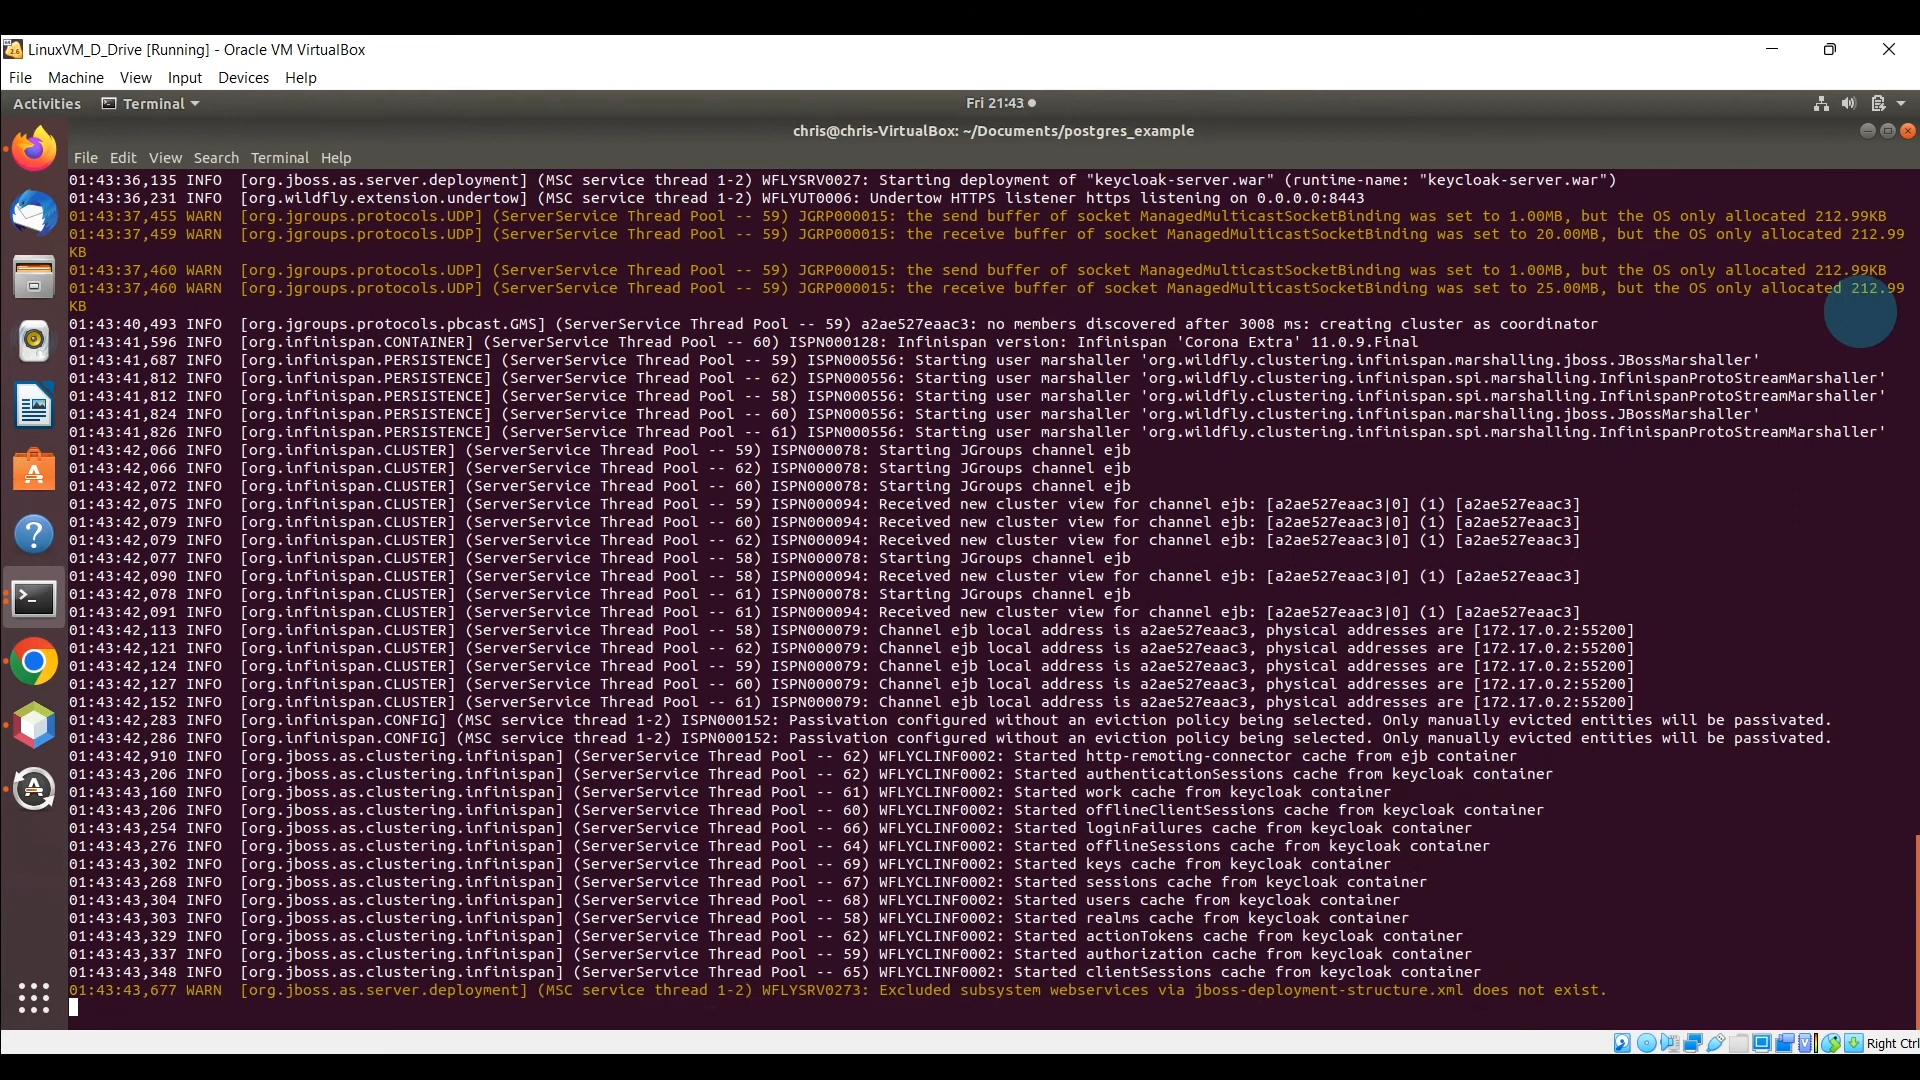 LinuxVM_D_Drive [Running] - Oracle VM VirtualBox
File Machine View Input Devices Help
Activities Terminal Fri 21:43
chris@chris-VirtualBox: ~/Documents/postgres_example
File Edit View Search Terminal Help
01:43:36,135 INFO  [org.jboss.as.server.deployment] (MSC service thread 1-2) WFLYSRV0027: Starting deployment of "keycloak-server.war" (runtime-name: "keycloak-server.war")
01:43:36,231 INFO  [org.wildfly.extension.undertow] (MSC service thread 1-2) WFLYUT0006: Undertow HTTPS listener https listening on 0.0.0.0:8443
01:43:37,455 WARN  [org.jgroups.protocols.UDP] (ServerService Thread Pool -- 59) JGRP000015: the send buffer of socket ManagedMulticastSocketBinding was set to 1.00MB, but the OS only allocated 212.99KB
01:43:37,459 WARN  [org.jgroups.protocols.UDP] (ServerService Thread Pool -- 59) JGRP000015: the receive buffer of socket ManagedMulticastSocketBinding was set to 20.00MB, but the OS only allocated 212.99
KB
01:43:37,460 WARN  [org.jgroups.protocols.UDP] (ServerService Thread Pool -- 59) JGRP000015: the send buffer of socket ManagedMulticastSocketBinding was set to 1.00MB, but the OS only allocated 212.99KB
01:43:37,460 WARN  [org.jgroups.protocols.UDP] (ServerService Thread Pool -- 59) JGRP000015: the receive buffer of socket ManagedMulticastSocketBinding was set to 25.00MB, but the OS only allocated 212.99
KB
01:43:40,493 INFO  [org.jgroups.protocols.pbcast.GMS] (ServerService Thread Pool -- 59) a2ae527eaac3: no members discovered after 3008 ms: creating cluster as coordinator
01:43:41,596 INFO  [org.infinispan.CONTAINER] (ServerService Thread Pool -- 60) ISPN000128: Infinispan version: Infinispan 'Corona Extra' 11.0.9.Final
01:43:41,687 INFO  [org.infinispan.PERSISTENCE] (ServerService Thread Pool -- 59) ISPN000556: Starting user marshaller 'org.wildfly.clustering.infinispan.marshalling.jboss.JBossMarshaller'
01:43:41,812 INFO  [org.infinispan.PERSISTENCE] (ServerService Thread Pool -- 62) ISPN000556: Starting user marshaller 'org.wildfly.clustering.infinispan.spi.marshalling.InfinispanProtoStreamMarshaller'
01:43:41,812 INFO  [org.infinispan.PERSISTENCE] (ServerService Thread Pool -- 58) ISPN000556: Starting user marshaller 'org.wildfly.clustering.infinispan.spi.marshalling.InfinispanProtoStreamMarshaller'
01:43:41,824 INFO  [org.infinispan.PERSISTENCE] (ServerService Thread Pool -- 60) ISPN000556: Starting user marshaller 'org.wildfly.clustering.infinispan.marshalling.jboss.JBossMarshaller'
01:43:41,826 INFO  [org.infinispan.PERSISTENCE] (ServerService Thread Pool -- 61) ISPN000556: Starting user marshaller 'org.wildfly.clustering.infinispan.spi.marshalling.InfinispanProtoStreamMarshaller'
01:43:42,066 INFO  [org.infinispan.CLUSTER] (ServerService Thread Pool -- 59) ISPN000078: Starting JGroups channel ejb
01:43:42,066 INFO  [org.infinispan.CLUSTER] (ServerService Thread Pool -- 62) ISPN000078: Starting JGroups channel ejb
01:43:42,072 INFO  [org.infinispan.CLUSTER] (ServerService Thread Pool -- 60) ISPN000078: Starting JGroups channel ejb
01:43:42,075 INFO  [org.infinispan.CLUSTER] (ServerService Thread Pool -- 59) ISPN000094: Received new cluster view for channel ejb: [a2ae527eaac3|0] (1) [a2ae527eaac3]
01:43:42,079 INFO  [org.infinispan.CLUSTER] (ServerService Thread Pool -- 60) ISPN000094: Received new cluster view for channel ejb: [a2ae527eaac3|0] (1) [a2ae527eaac3]
01:43:42,079 INFO  [org.infinispan.CLUSTER] (ServerService Thread Pool -- 62) ISPN000094: Received new cluster view for channel ejb: [a2ae527eaac3|0] (1) [a2ae527eaac3]
01:43:42,077 INFO  [org.infinispan.CLUSTER] (ServerService Thread Pool -- 58) ISPN000078: Starting JGroups channel ejb
01:43:42,090 INFO  [org.infinispan.CLUSTER] (ServerService Thread Pool -- 58) ISPN000094: Received new cluster view for channel ejb: [a2ae527eaac3|0] (1) [a2ae527eaac3]
01:43:42,078 INFO  [org.infinispan.CLUSTER] (ServerService Thread Pool -- 61) ISPN000078: Starting JGroups channel ejb
01:43:42,091 INFO  [org.infinispan.CLUSTER] (ServerService Thread Pool -- 61) ISPN000094: Received new cluster view for channel ejb: [a2ae527eaac3|0] (1) [a2ae527eaac3]
01:43:42,113 INFO  [org.infinispan.CLUSTER] (ServerService Thread Pool -- 58) ISPN000079: Channel ejb local address is a2ae527eaac3, physical addresses are [172.17.0.2:55200]
01:43:42,121 INFO  [org.infinispan.CLUSTER] (ServerService Thread Pool -- 62) ISPN000079: Channel ejb local address is a2ae527eaac3, physical addresses are [172.17.0.2:55200]
01:43:42,124 INFO  [org.infinispan.CLUSTER] (ServerService Thread Pool -- 59) ISPN000079: Channel ejb local address is a2ae527eaac3, physical addresses are [172.17.0.2:55200]
01:43:42,127 INFO  [org.infinispan.CLUSTER] (ServerService Thread Pool -- 60) ISPN000079: Channel ejb local address is a2ae527eaac3, physical addresses are [172.17.0.2:55200]
01:43:42,152 INFO  [org.infinispan.CLUSTER] (ServerService Thread Pool -- 61) ISPN000079: Channel ejb local address is a2ae527eaac3, physical addresses are [172.17.0.2:55200]
01:43:42,283 INFO  [org.infinispan.CONFIG] (MSC service thread 1-2) ISPN000152: Passivation configured without an eviction policy being selected. Only manually evicted entities will be passivated.
01:43:42,286 INFO  [org.infinispan.CONFIG] (MSC service thread 1-2) ISPN000152: Passivation configured without an eviction policy being selected. Only manually evicted entities will be passivated.
01:43:42,910 INFO  [org.jboss.as.clustering.infinispan] (ServerService Thread Pool -- 62) WFLYCLINF0002: Started http-remoting-connector cache from ejb container
01:43:43,206 INFO  [org.jboss.as.clustering.infinispan] (ServerService Thread Pool -- 62) WFLYCLINF0002: Started authenticationSessions cache from keycloak container
01:43:43,160 INFO  [org.jboss.as.clustering.infinispan] (ServerService Thread Pool -- 61) WFLYCLINF0002: Started work cache from keycloak container
01:43:43,206 INFO  [org.jboss.as.clustering.infinispan] (ServerService Thread Pool -- 60) WFLYCLINF0002: Started offlineClientSessions cache from keycloak container
01:43:43,254 INFO  [org.jboss.as.clustering.infinispan] (ServerService Thread Pool -- 66) WFLYCLINF0002: Started loginFailures cache from keycloak container
01:43:43,276 INFO  [org.jboss.as.clustering.infinispan] (ServerService Thread Pool -- 64) WFLYCLINF0002: Started offlineSessions cache from keycloak container
01:43:43,302 INFO  [org.jboss.as.clustering.infinispan] (ServerService Thread Pool -- 69) WFLYCLINF0002: Started keys cache from keycloak container
01:43:43,268 INFO  [org.jboss.as.clustering.infinispan] (ServerService Thread Pool -- 67) WFLYCLINF0002: Started sessions cache from keycloak container
01:43:43,304 INFO  [org.jboss.as.clustering.infinispan] (ServerService Thread Pool -- 68) WFLYCLINF0002: Started users cache from keycloak container
01:43:43,303 INFO  [org.jboss.as.clustering.infinispan] (ServerService Thread Pool -- 58) WFLYCLINF0002: Started realms cache from keycloak container
01:43:43,329 INFO  [org.jboss.as.clustering.infinispan] (ServerService Thread Pool -- 62) WFLYCLINF0002: Started actionTokens cache from keycloak container
01:43:43,337 INFO  [org.jboss.as.clustering.infinispan] (ServerService Thread Pool -- 59) WFLYCLINF0002: Started authorization cache from keycloak container
01:43:43,348 INFO  [org.jboss.as.clustering.infinispan] (ServerService Thread Pool -- 65) WFLYCLINF0002: Started clientSessions cache from keycloak container
01:43:43,677 WARN  [org.jboss.as.server.deployment] (MSC service thread 1-2) WFLYSRV0273: Excluded subsystem webservices via jboss-deployment-structure.xml does not exist.
Right Ctrl